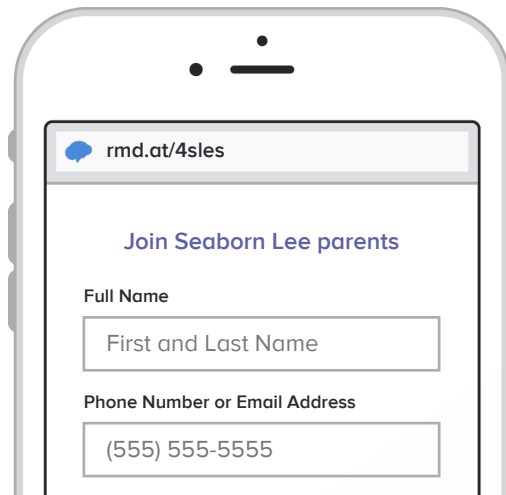 rmd.at/4sles
Join Seaborn Lee parents
Full Name
First and Last Name
Phone Number or Email Address
(555) 555-5555